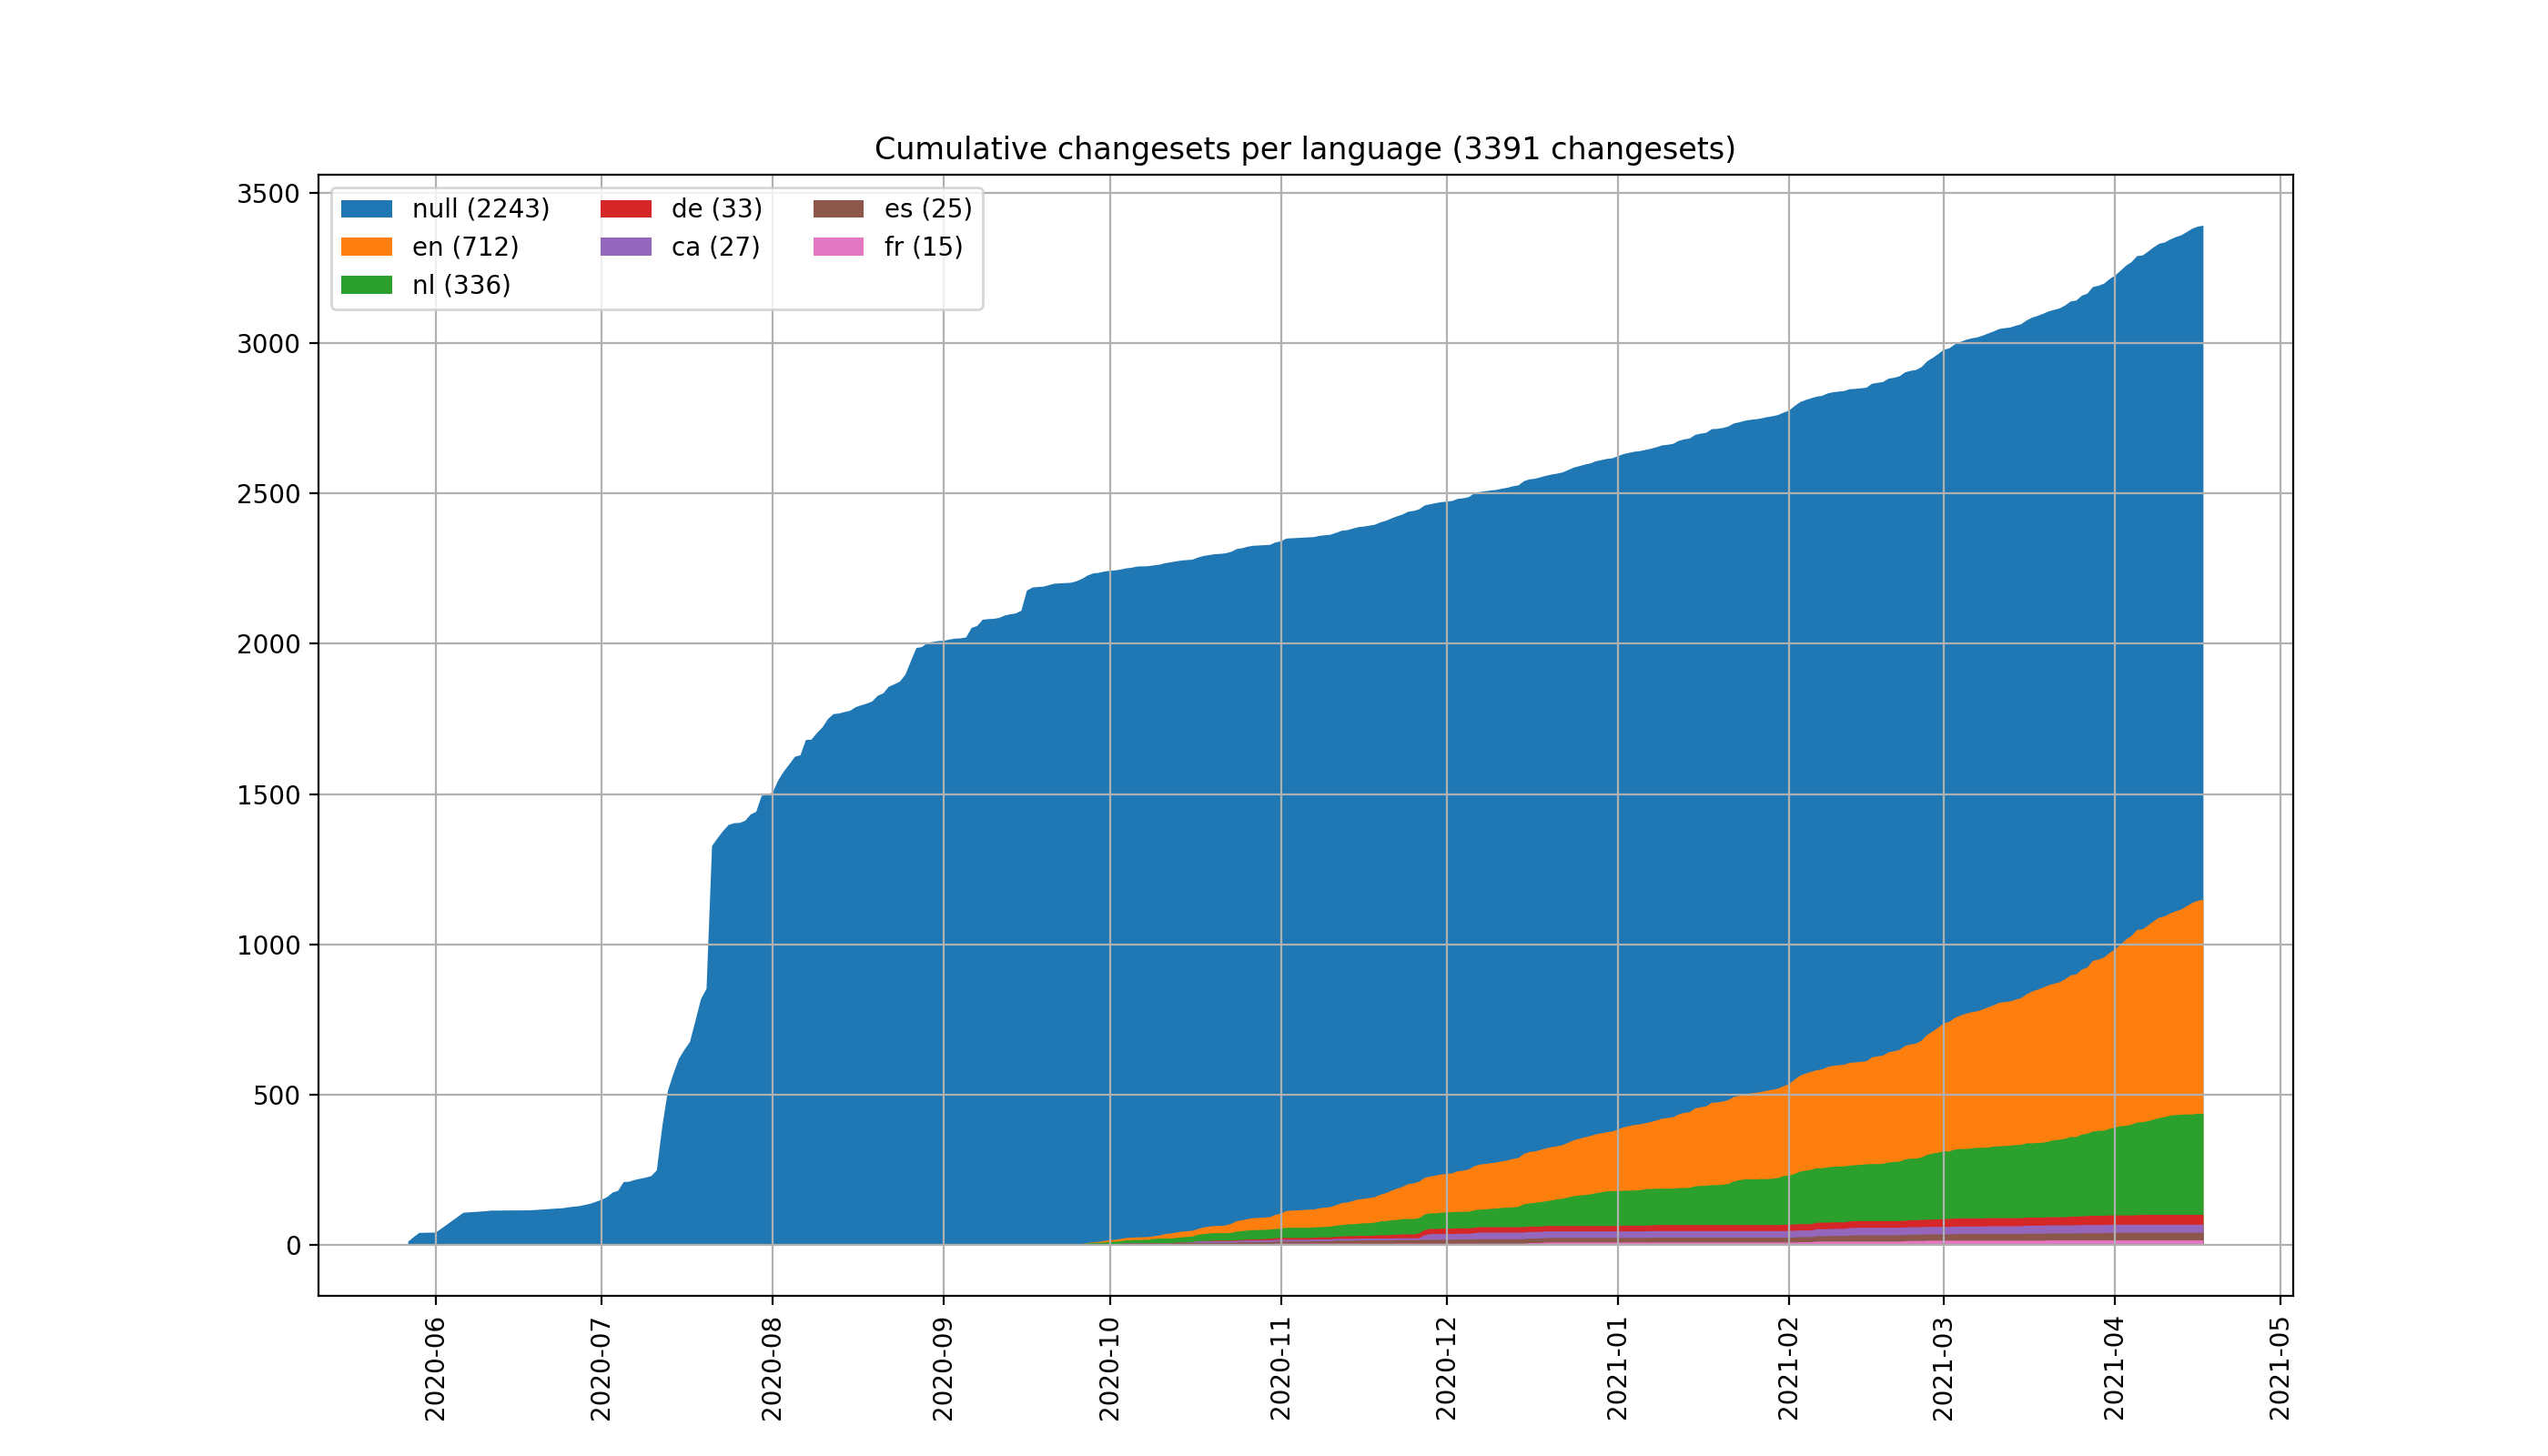 Cumulative changesets per language (3391 changesets)
null (2243)
en (712)
nl (336)
de (33)
ca (27)
es (25)
fr (15)
3500
3000
2500
2000
1500
1000
500
0
2020-06
2020-07
2020-08
2020-09
2020-10
2020-11
2020-12
2021-01
2021-02
2021-03
2021-04
2021-05